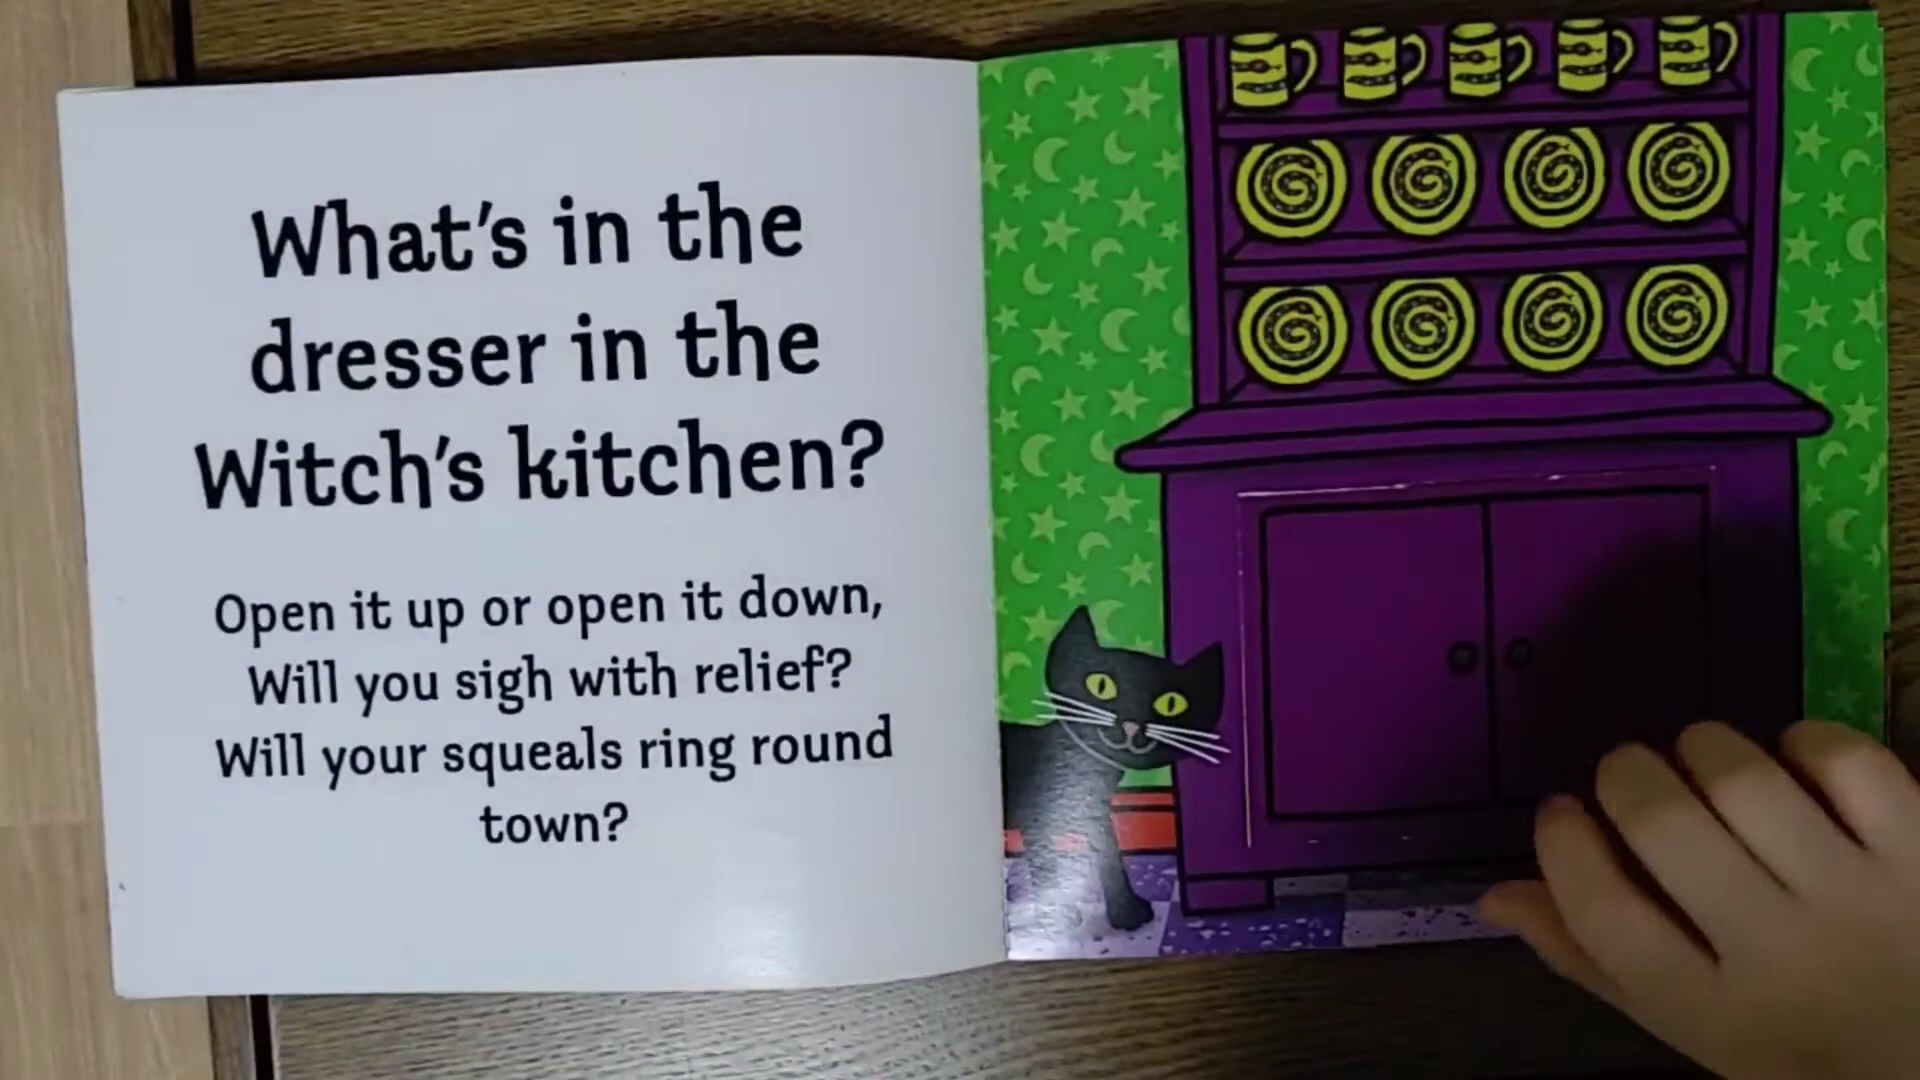 What's in the
dresser in the
Witch's kitchen?
Open it up or open it down,
Will you sigh with relief?
Will your squeals ring round
town?